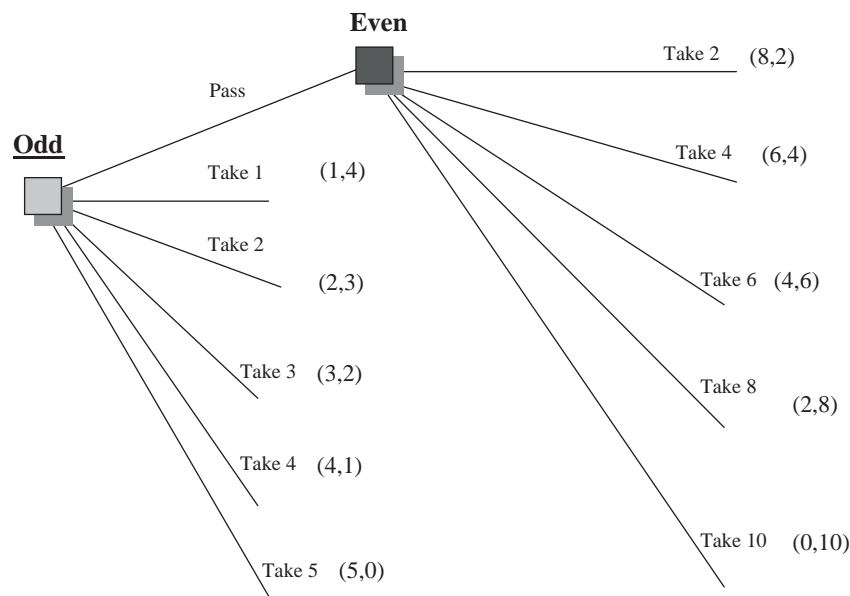 Even
Take 2 (8,2)
Pass
Odd
Take 4 (6,4)
Take 1 (1,4)
Take 2
(2,3)
Take 6 (4,6)
Take 3 (3,2)
Take 8
(2,8)
Take 4 (4,1)
Take 10 (0,10)
Take 5 (5,0)